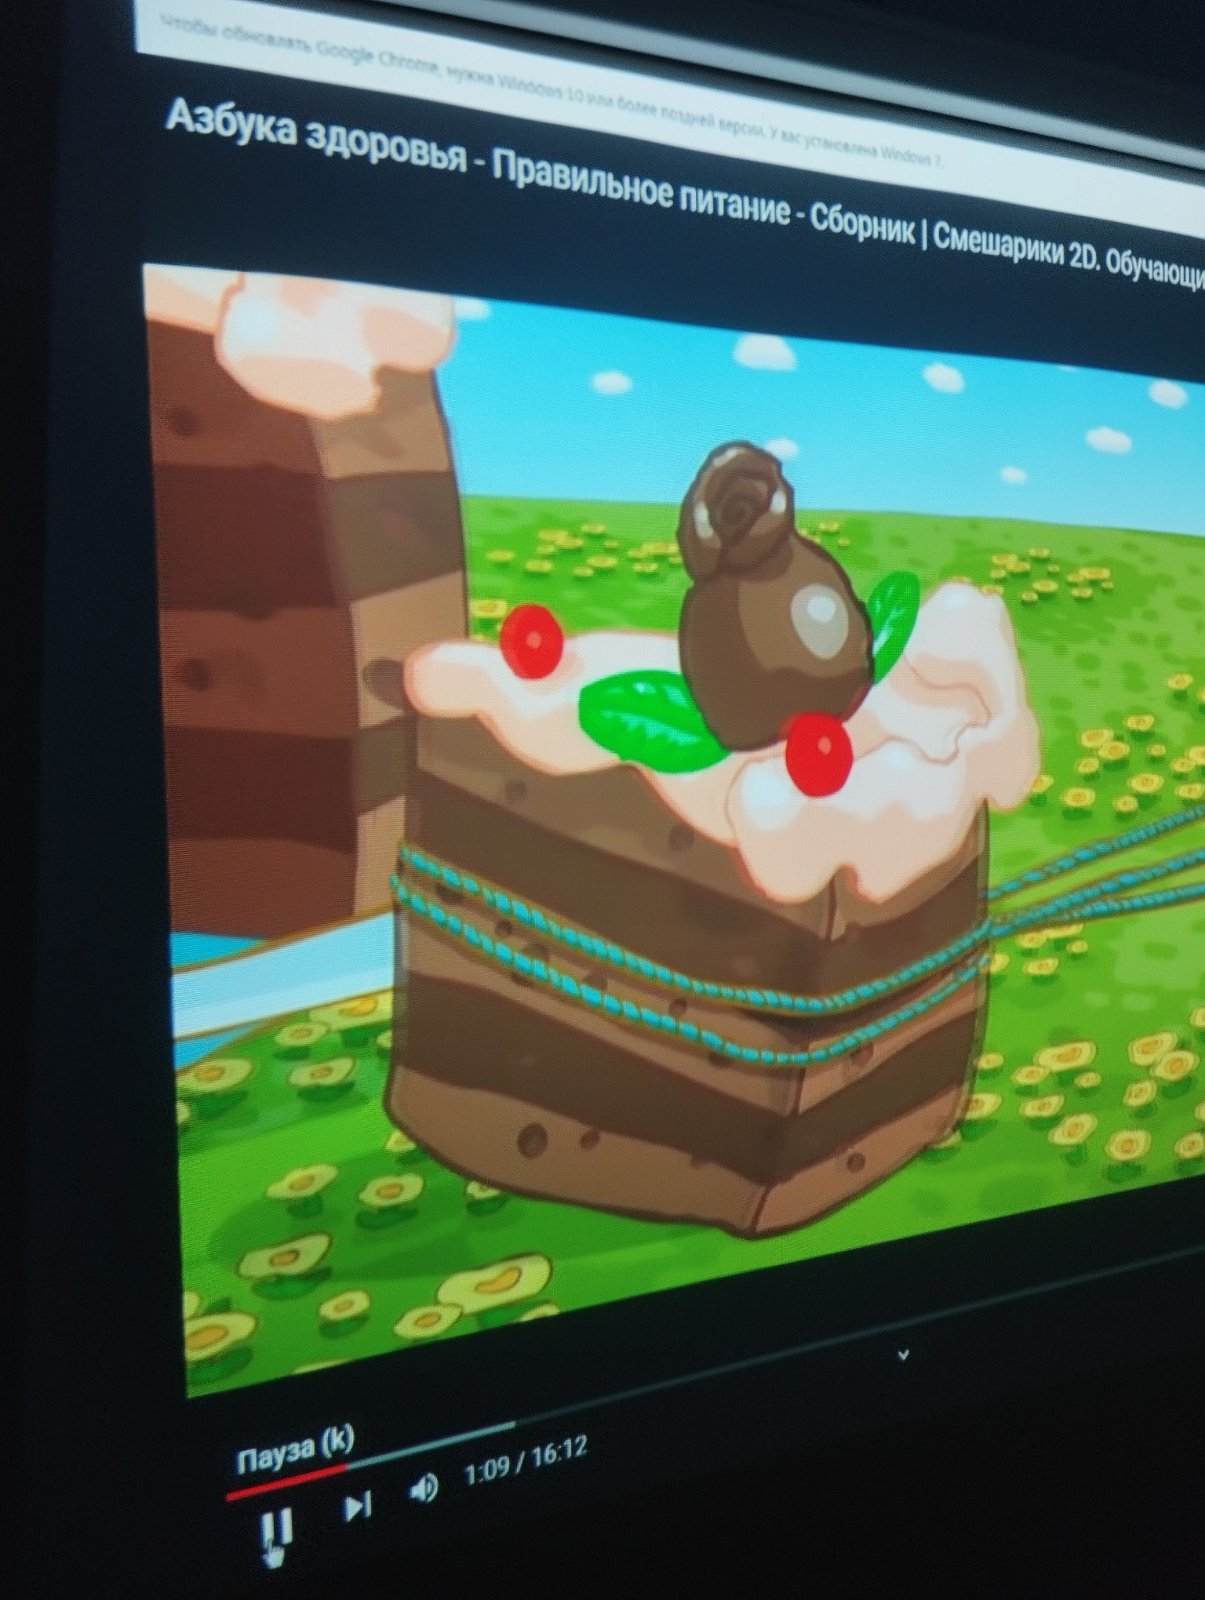 Чтобы обновлять Google Chrome, нужна Windows 10 или более поздней версии. У вас установлена Windows 7.
Азбука здоровья - Правильное питание - Сборник | Смешарики 2D. Обучающи
Пауза (k)
1:09 / 16:12